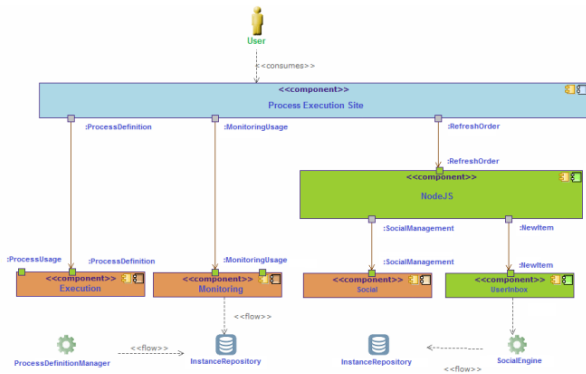 User
<<consumes>>
<<component>>
Process Execution Site
:ProcessDefinition
:MonitoringUsage
:RefreshOrder
:RefreshOrder
<<component>>
NodeJS
:SocialManagement
:NewItem
:ProcessUsage
:ProcessDefinition
:MonitoringUsage
:SocialManagement
:NewItem
<<component>>
Execution
<<component>>
Monitoring
<<component>>
Social
<<component>>
UserInbox
<<flow>>
<<flow>>
ProcessDefinitionManager
InstanceRepository
InstanceRepository
SocialEngine
<<flow>>